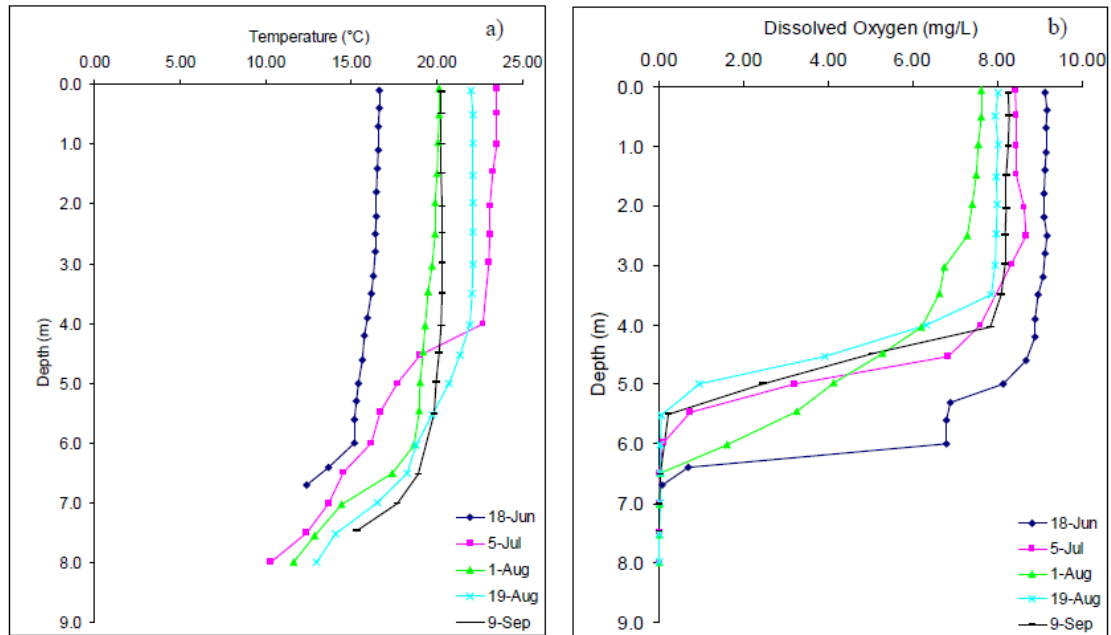 Temperature (°C)
a)
0.00 5.00 10.00 15.00 20.00 25.00
0.0
1.0
2.0
3.0
4.0
5.0
6.0
7.0
8.0
9.0
Depth (m)
18-Jun
5-Jul
1-Aug
19-Aug
9-Sep
Dissolved Oxygen (mg/L)
b)
0.00 2.00 4.00 6.00 8.00 10.00
0.0
1.0
2.0
3.0
4.0
5.0
6.0
7.0
8.0
9.0
Depth (m)
18-Jun
5-Jul
1-Aug
19-Aug
9-Sep